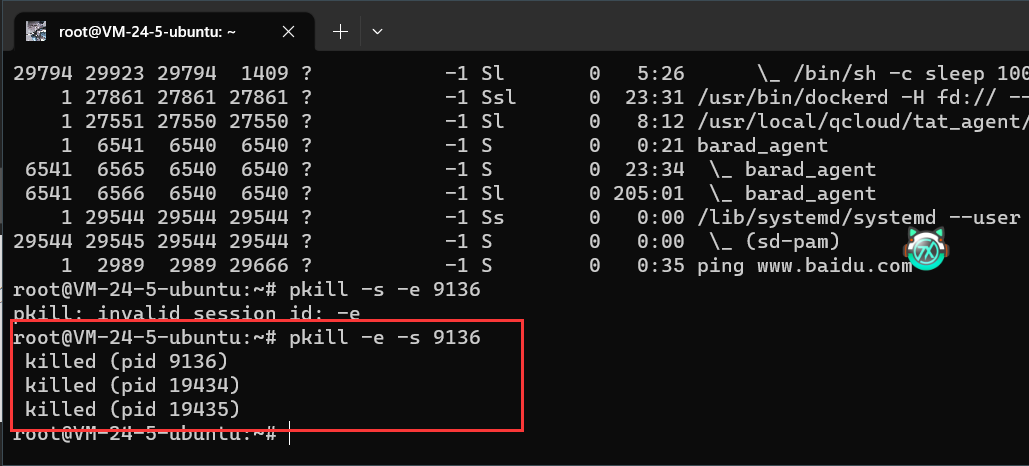 root@VM-24-5-ubuntu: ~
29794 29923 29794  1409 ?           -1 Sl       0   5:26      \_ /bin/sh -c sleep 100
    1 27861 27861 27861 ?           -1 Ssl      0  23:31 /usr/bin/dockerd -H fd:// --
    1 27551 27550 27550 ?           -1 Sl       0   8:12 /usr/local/qcloud/tat_agent/
    1  6541  6540  6540 ?           -1 S        0   0:21 barad_agent
 6541  6565  6540  6540 ?           -1 S        0  23:34  \_ barad_agent
 6541  6566  6540  6540 ?           -1 Sl       0 205:01  \_ barad_agent
    1 29544 29544 29544 ?           -1 Ss       0   0:00 /lib/systemd/systemd --user
29544 29545 29544 29544 ?           -1 S        0   0:00  \_ (sd-pam)
    1  2989  2989 29666 ?           -1 S        0   0:35 ping www.baidu.com
root@VM-24-5-ubuntu:~# pkill -s -e 9136
pkill: invalid session id: -e
root@VM-24-5-ubuntu:~# pkill -e -s 9136
 killed (pid 9136)
 killed (pid 19434)
 killed (pid 19435)
root@VM-24-5-ubuntu:~#